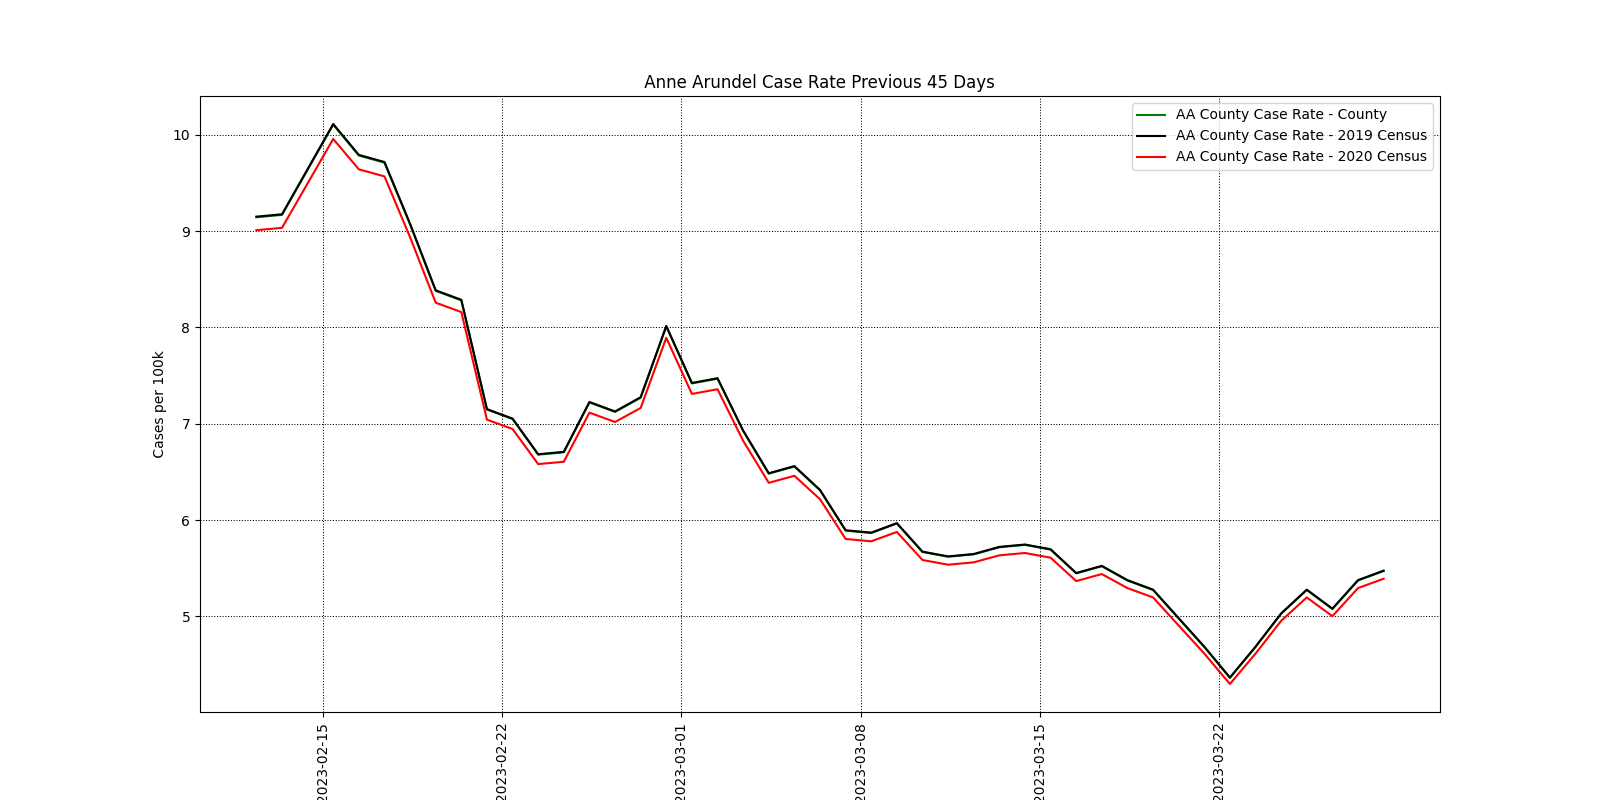 Anne Arundel Case Rate Previous 45 Days
AA County Case Rate - County
AA County Case Rate - 2019 Census
AA County Case Rate - 2020 Census
Cases per 100k
10
9
8
7
6
5
2023-02-15
2023-02-22
2023-03-01
2023-03-08
2023-03-15
2023-03-22